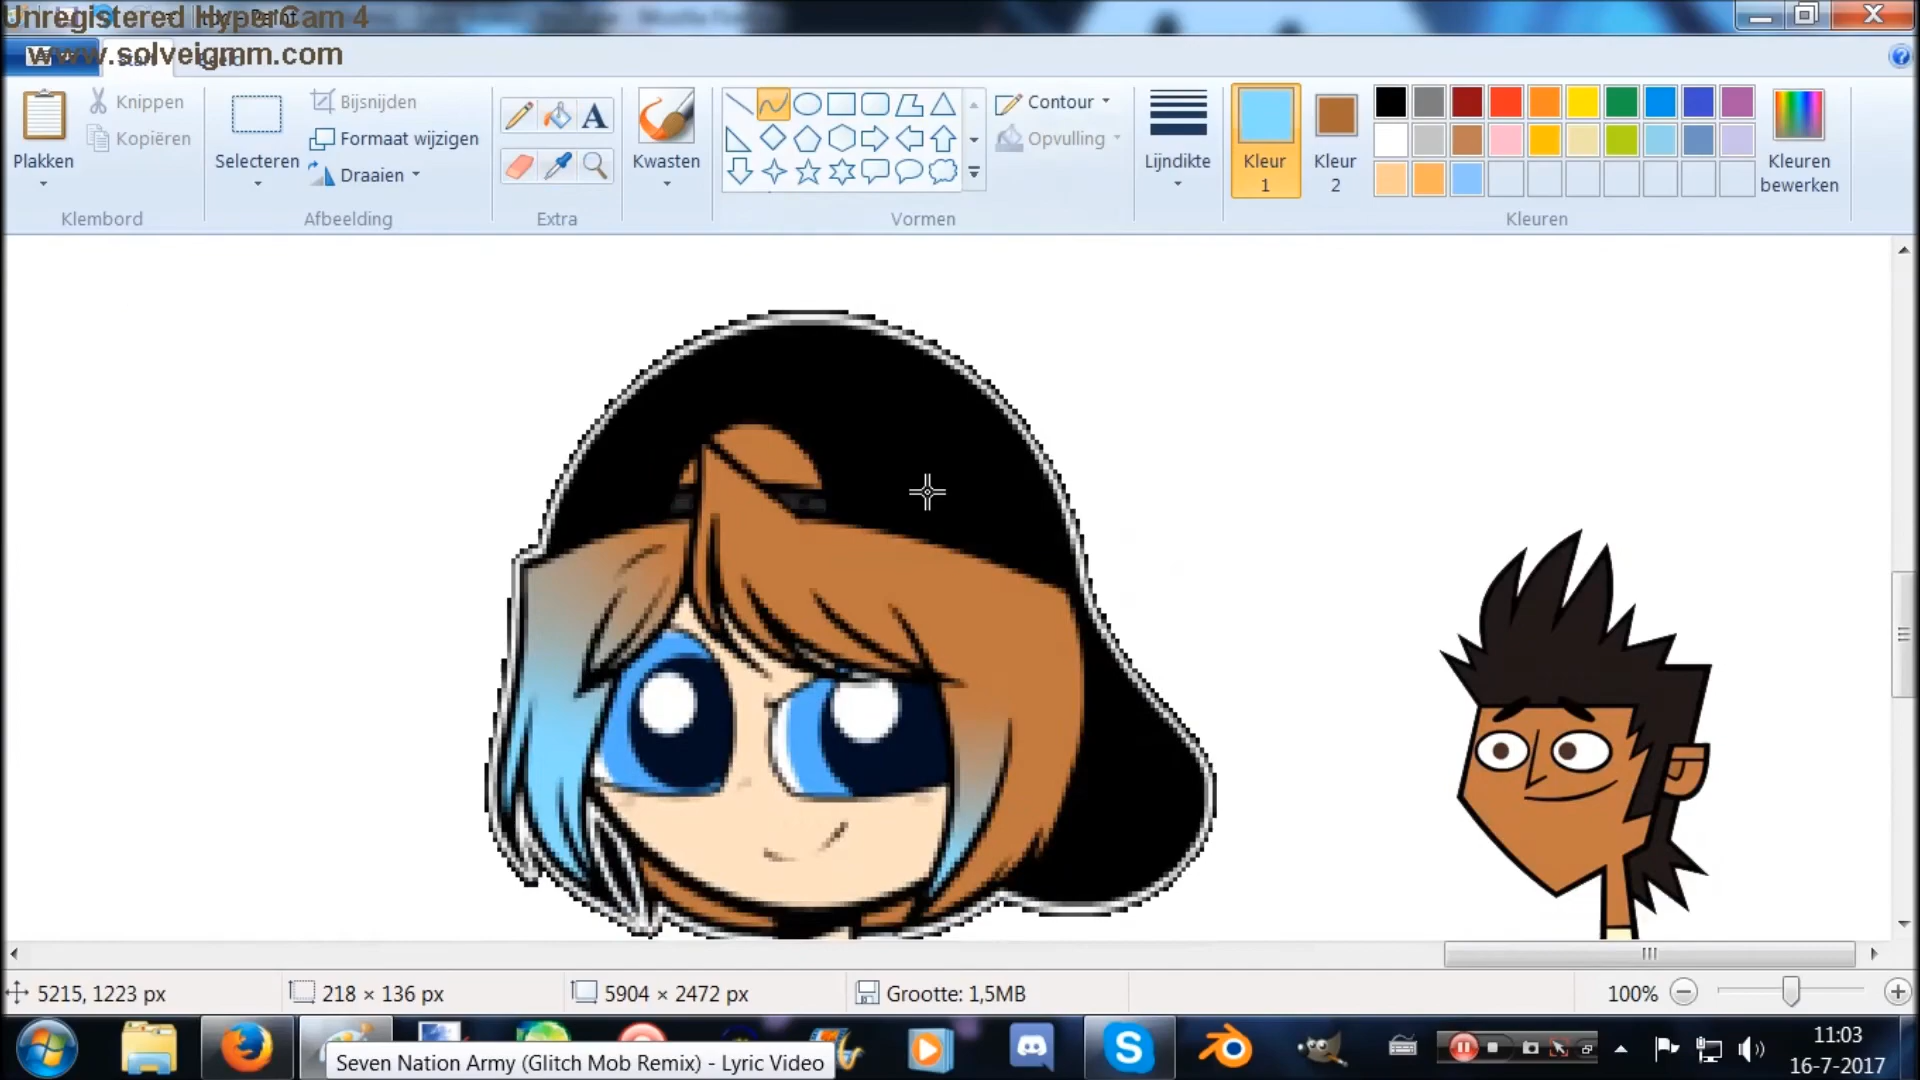 Unregistered HyperCam 4
www.solveigmm.com
Start
Plakken
Knippen
Kopiëren
Klembord
Selecteren
Bijsnijden
Formaat wijzigen
Draaien
Afbeelding
A
Extra
Kwasten
Vormen
Contour
Opvulling
Lijndikte
Kleur
1
Kleur
2
Kleuren
Kleuren
bewerken
5215, 1223 px
218 × 136 px
5904 × 2472 px
Grootte: 1,5MB
100%
Seven Nation Army (Glitch Mob Remix) - Lyric Video
11:03
16-7-2017